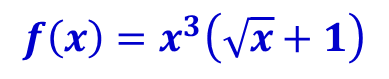 f(x) = x³(√x + 1)